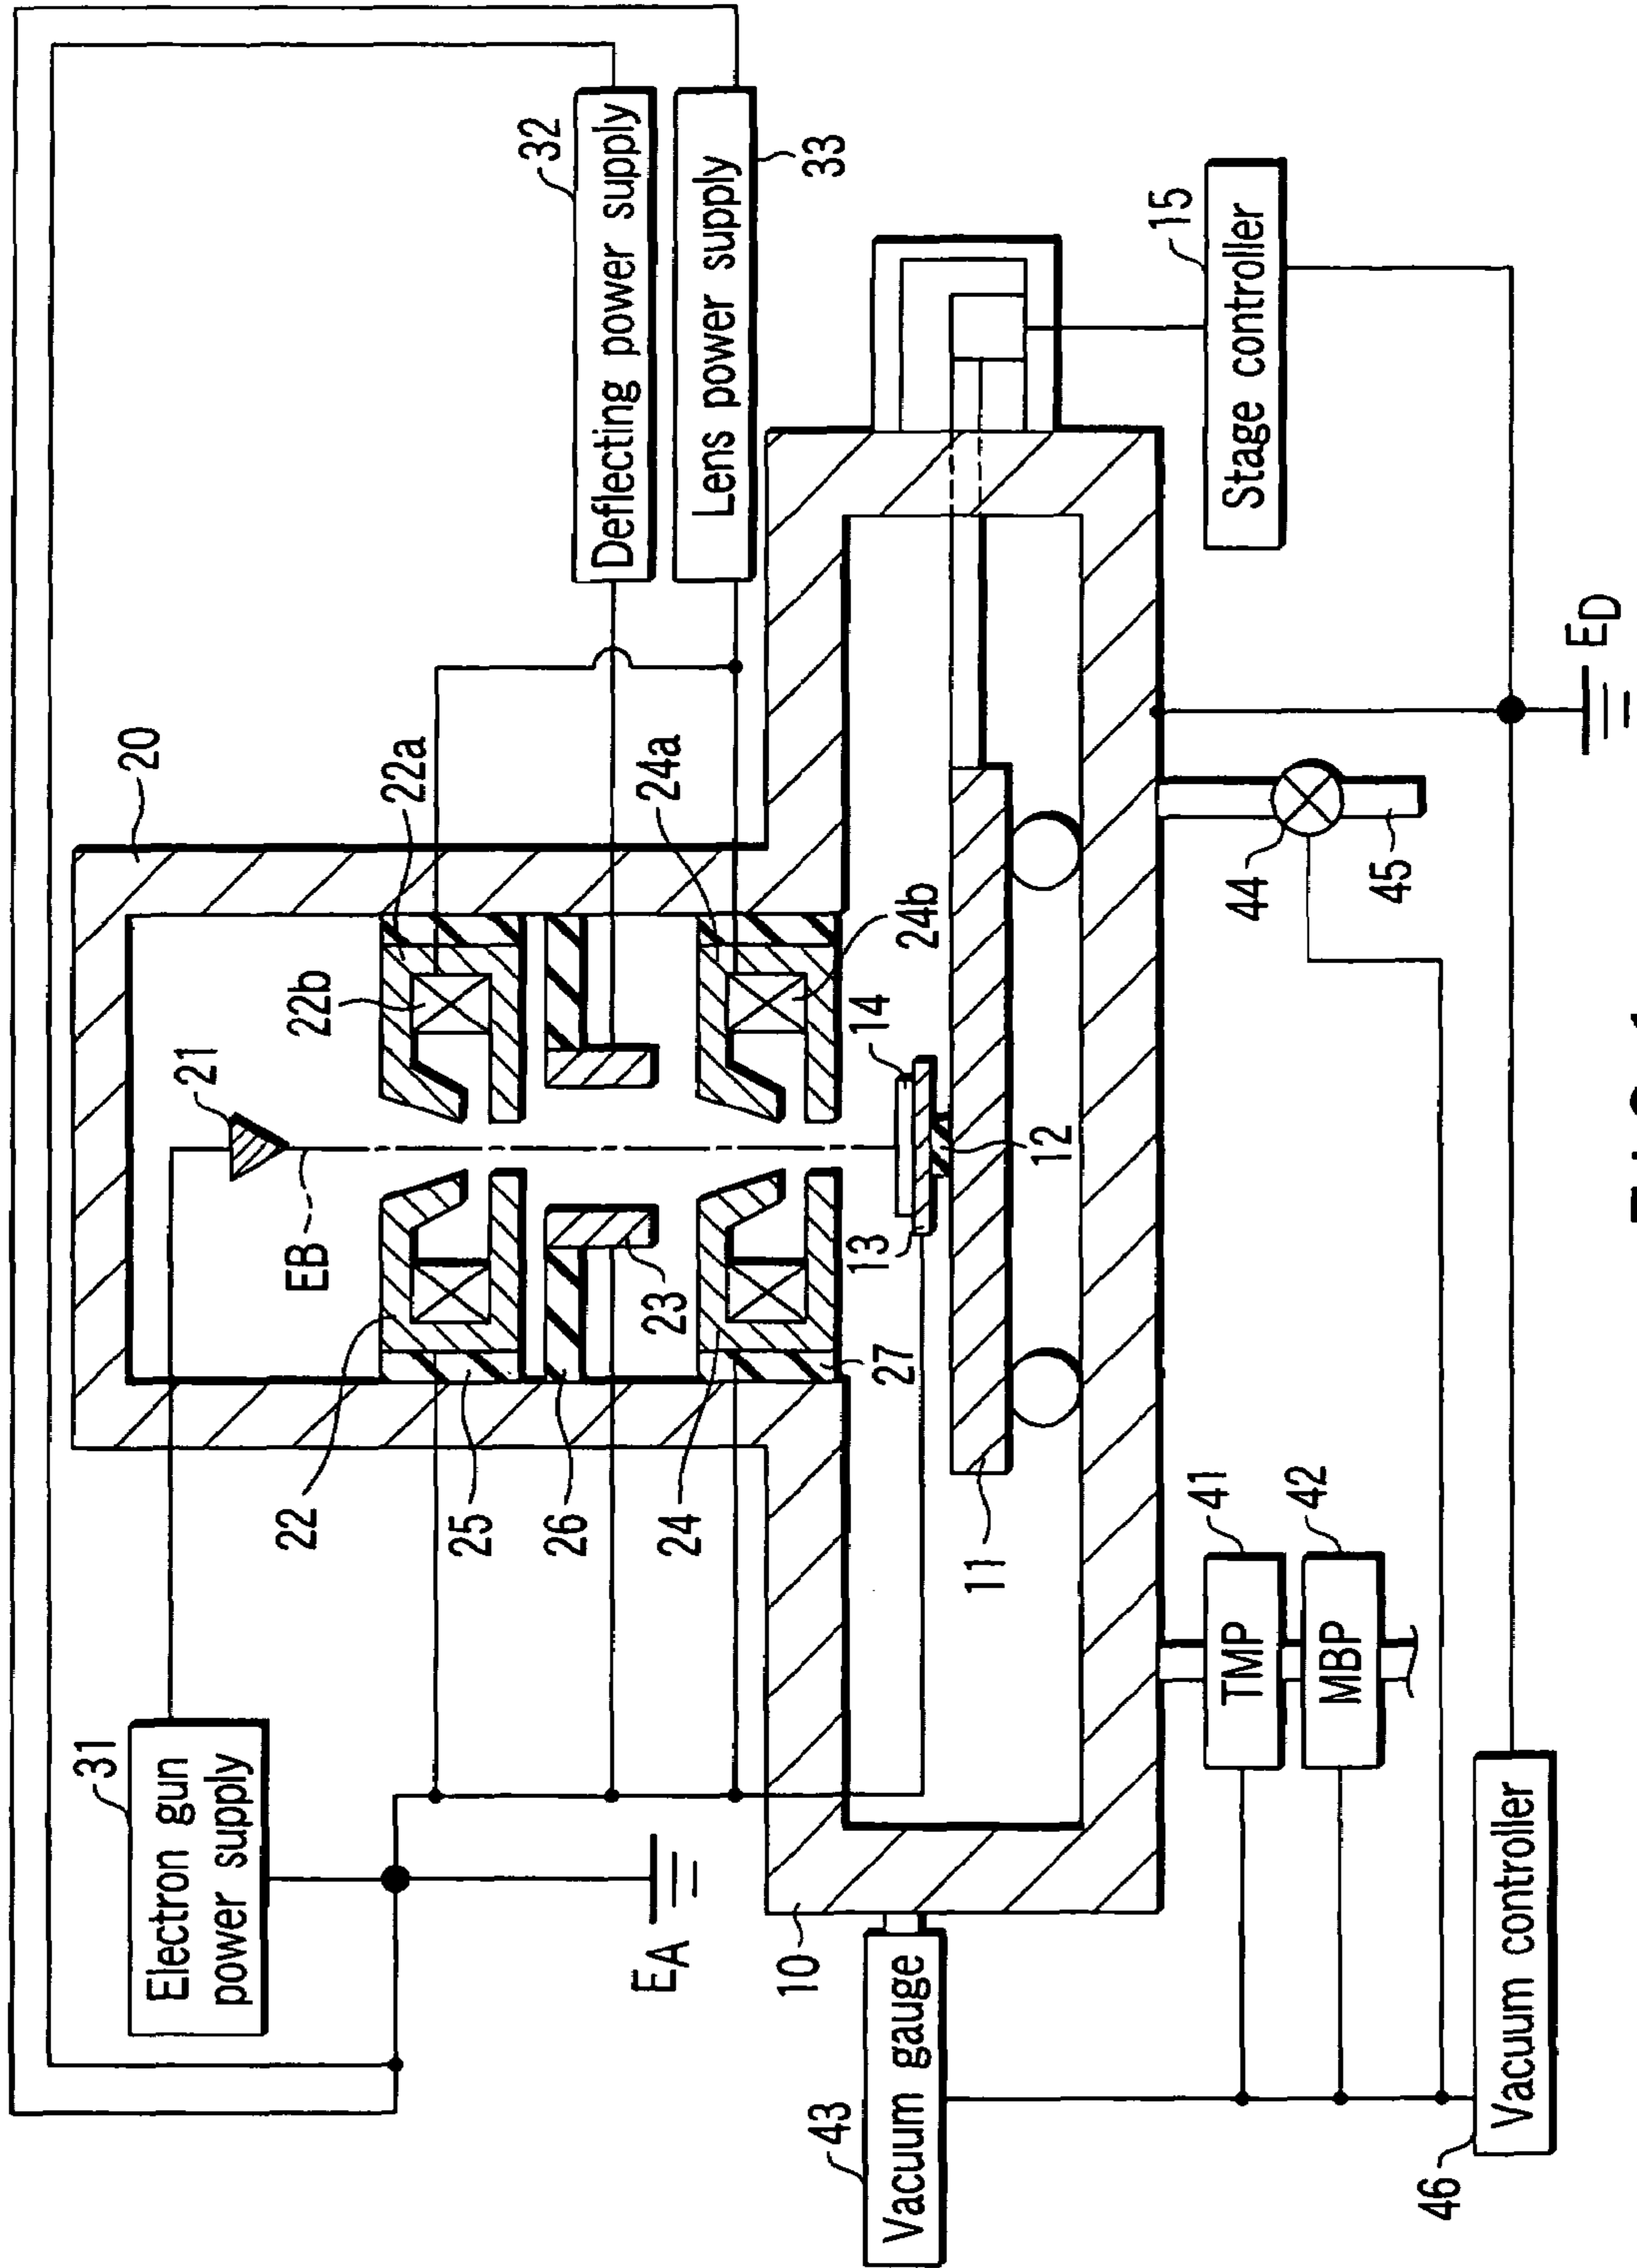 31
Electron gun
power supply
EA
43
Vacuum gauge
46
Vacuum controller
10
TMP
41
MBP
42
22
25
26
24
11
EB
21
23
27
13
12
14
22b
24b
20
22a
24a
44
45
ED
32
Deflecting power supply
Lens power supply
33
15
Stage controller